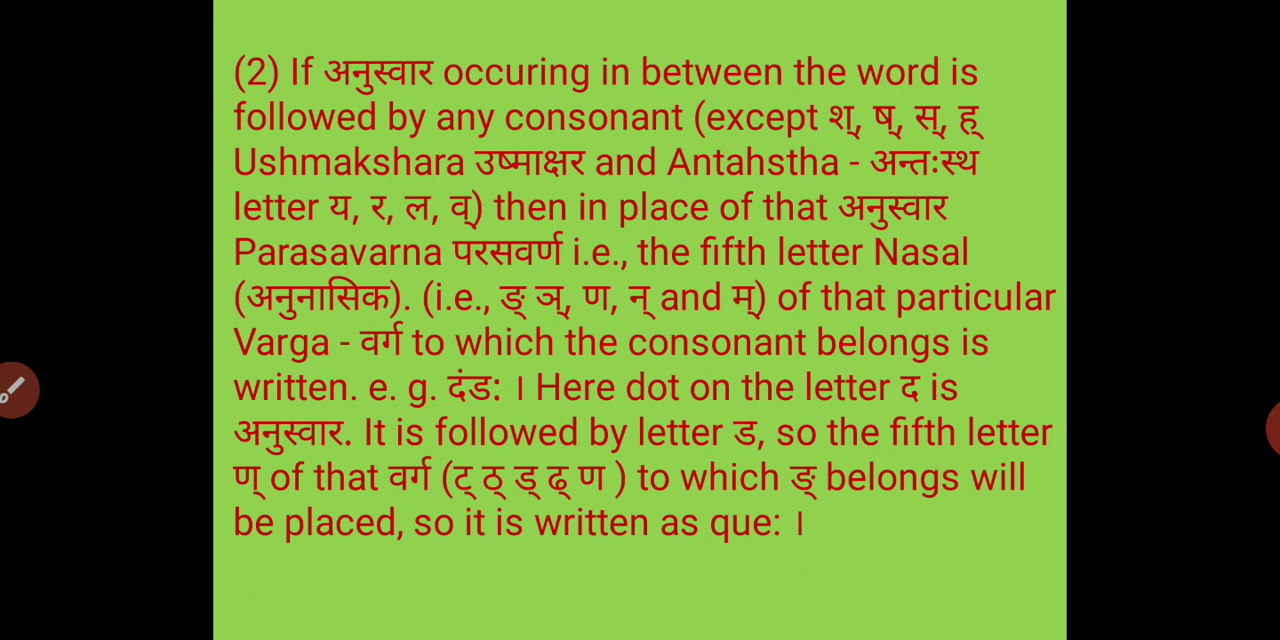 (2) If अनुस्वार occuring in between the word is
followed by any consonant (except श्, ष्, स्, ह्
Ushmakshara उष्माक्षर and Antahstha - अन्तःस्थ
letter य, र, ल, व्) then in place of that अनुस्वार
Parasavarna परसवर्ण i.e., the fifth letter Nasal
(अनुनासिक). (i.e., ङ् ञ्, ण, न् and म्) of that particular
Varga - वर्ग to which the consonant belongs is
written. e. g. दंड: । Here dot on the letter द is
अनुस्वार. It is followed by letter ड, so the fifth letter
ण् of that वर्ग (ट् ठ् ड् ढ् ण ) to which ङ् belongs will
be placed, so it is written as que: ।